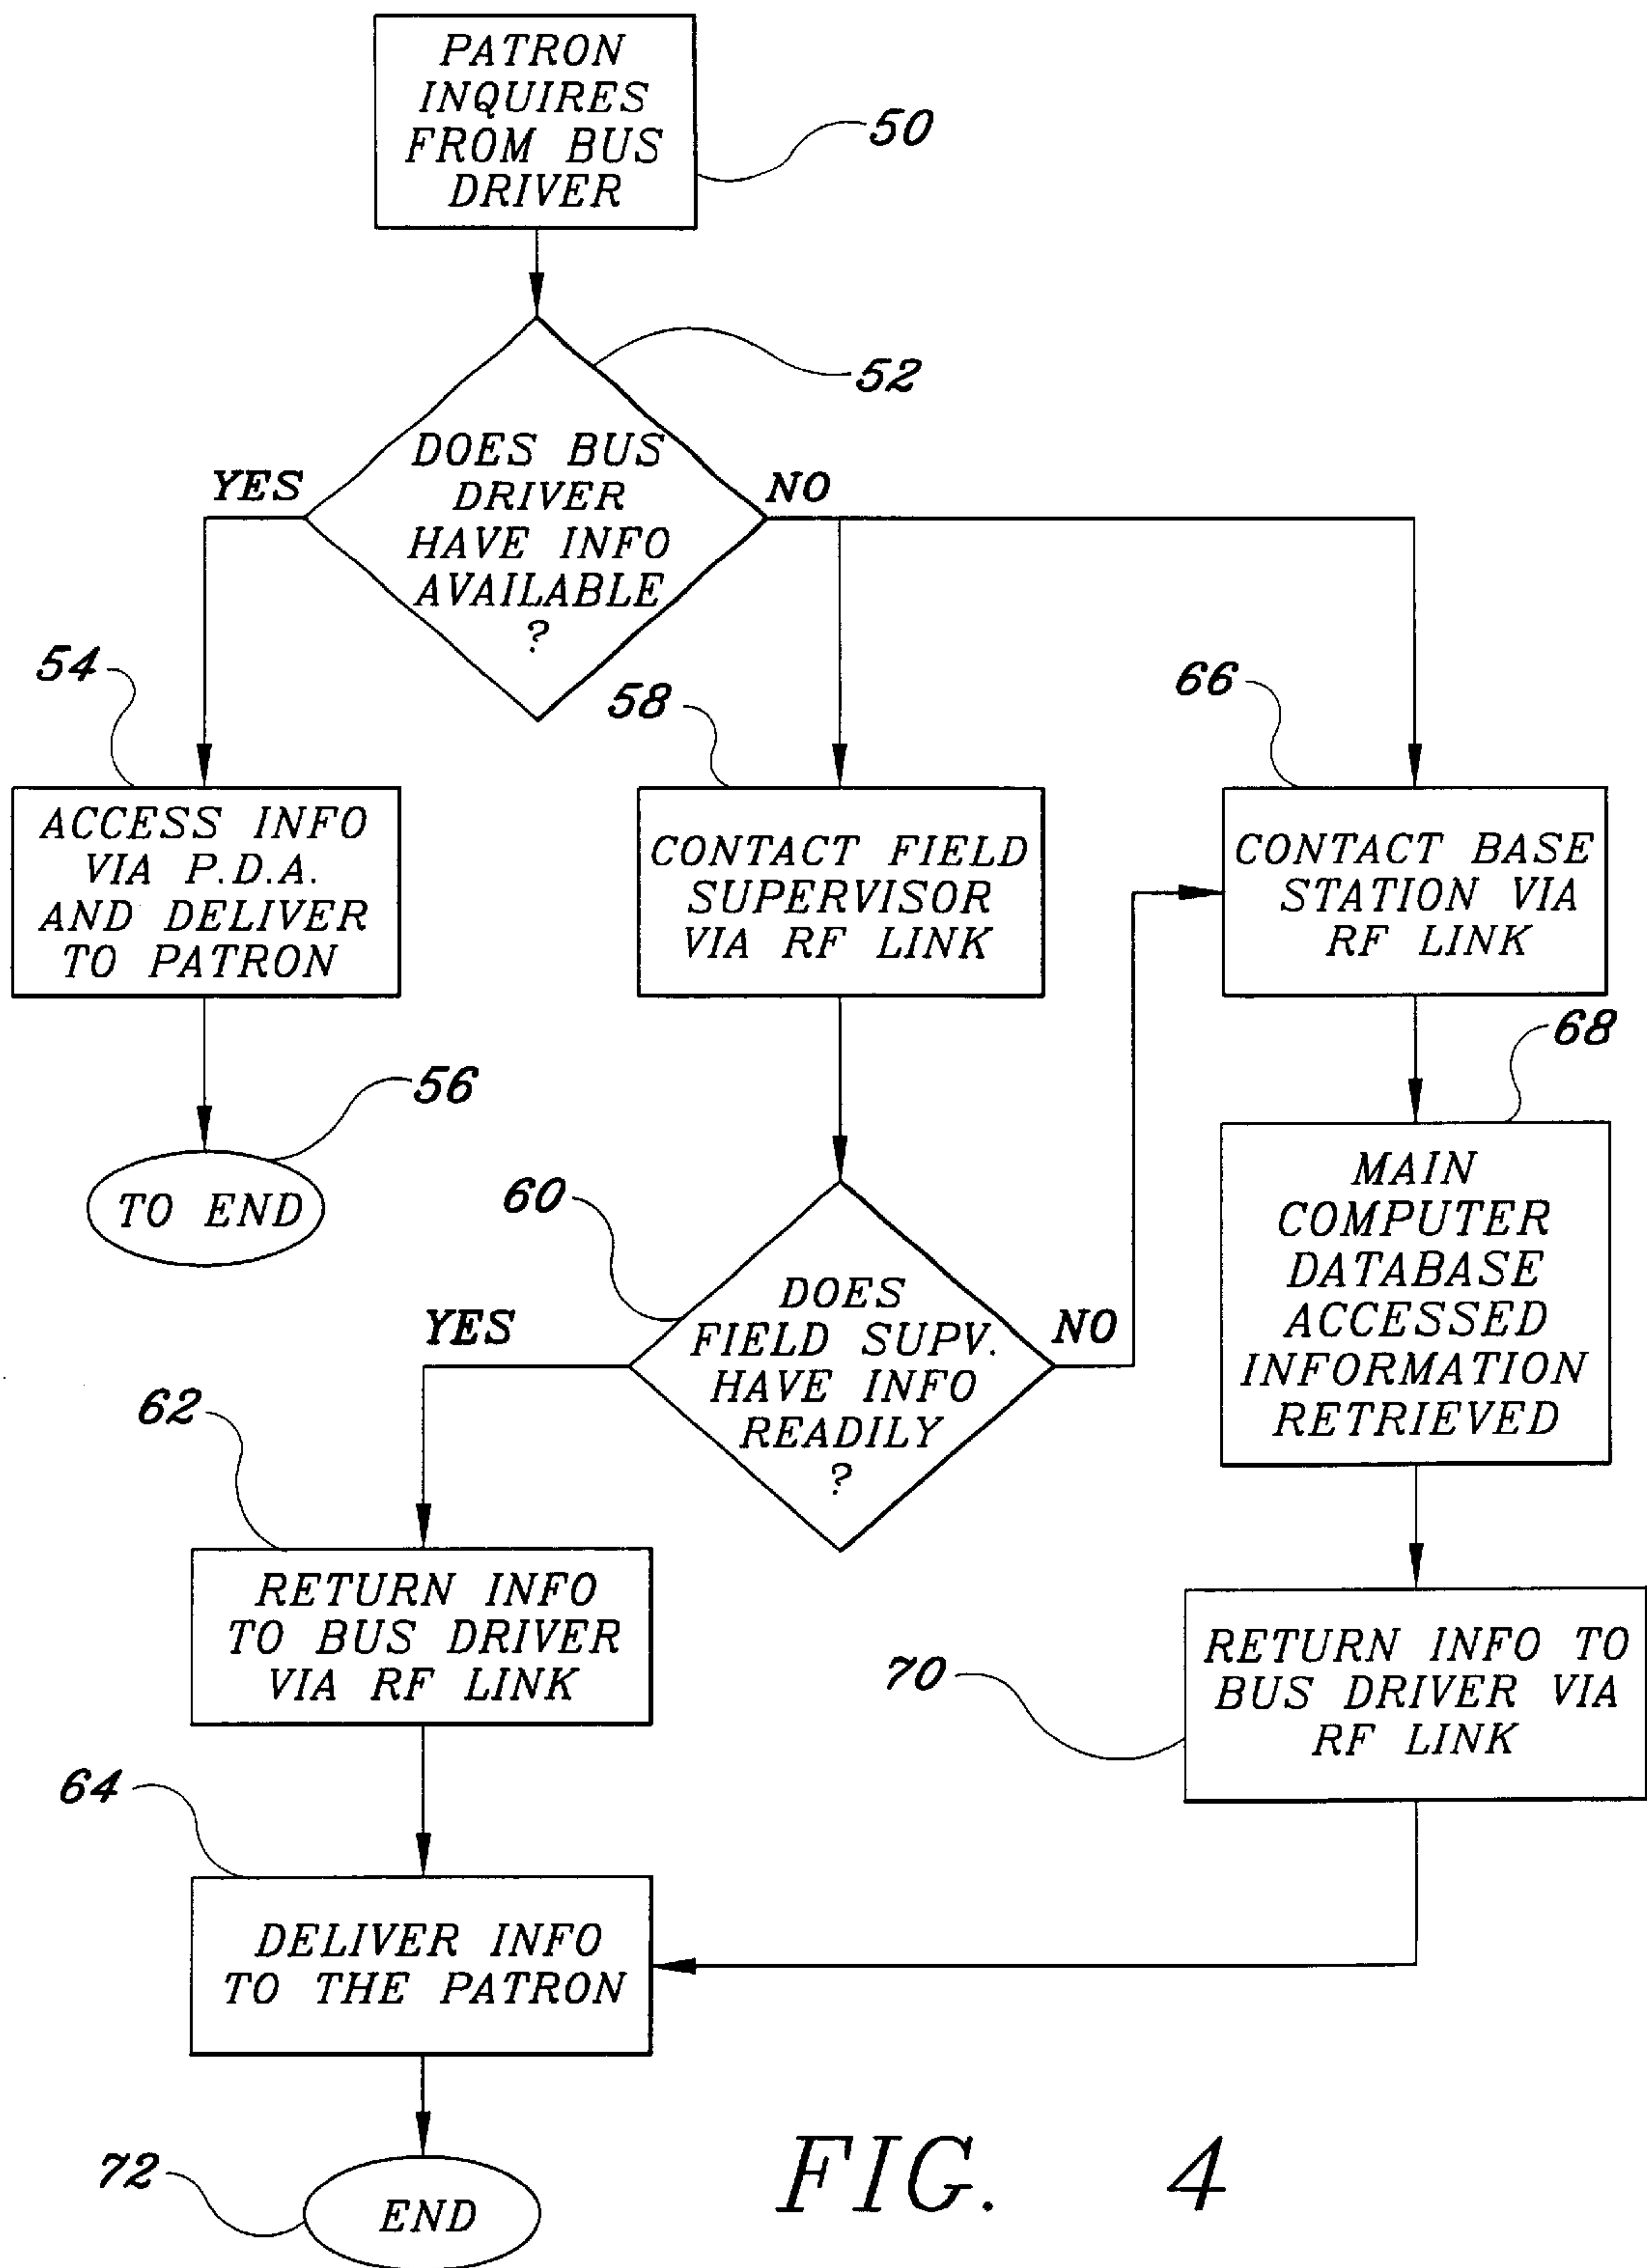 PATRON
INQUIRES
FROM BUS
DRIVER
50
52
DOES BUS
DRIVER
HAVE INFO
AVAILABLE
?
YES
NO
54
ACCESS INFO
VIA P.D.A.
AND DELIVER
TO PATRON
56
TO END
58
CONTACT FIELD
SUPERVISOR
VIA RF LINK
66
CONTACT BASE
STATION VIA
RF LINK
68
MAIN
COMPUTER
DATABASE
ACCESSED
INFORMATION
RETRIEVED
60
DOES
FIELD SUPV.
HAVE INFO
READILY
?
YES
NO
62
RETURN INFO
TO BUS DRIVER
VIA RF LINK
70
RETURN INFO TO
BUS DRIVER VIA
RF LINK
64
DELIVER INFO
TO THE PATRON
72
END
FIG. 4